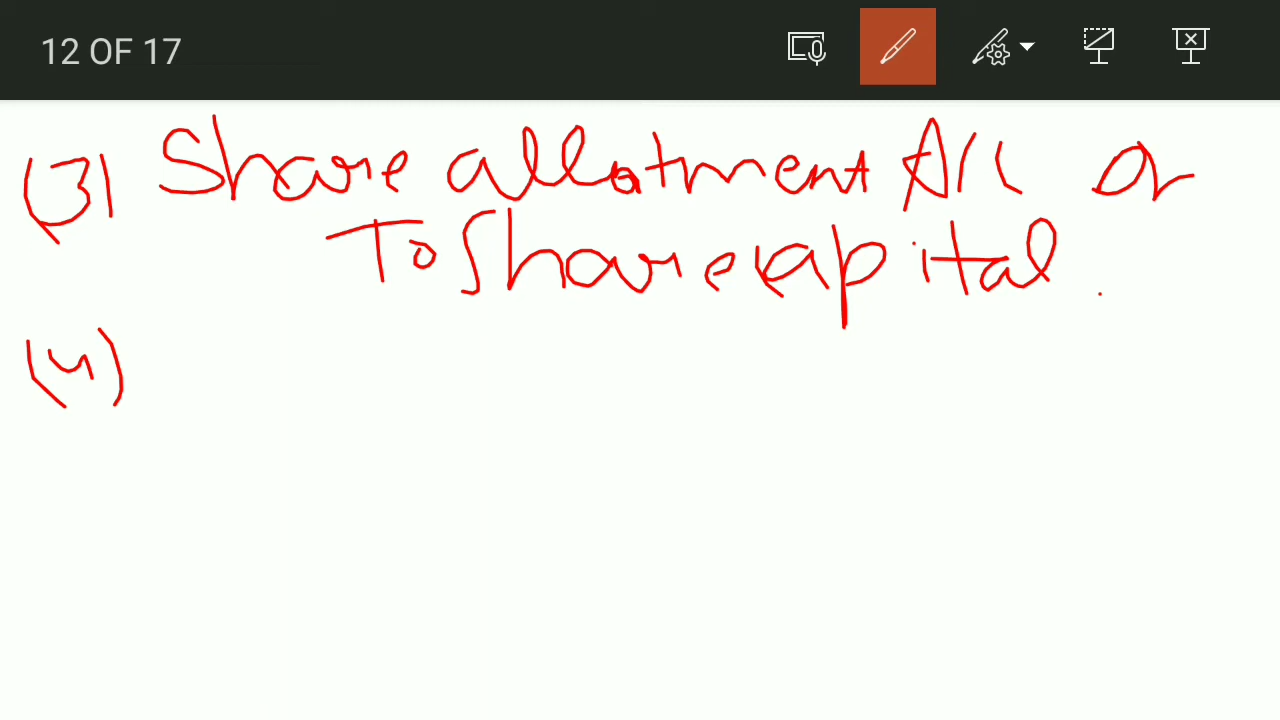 12 OF 17
(3) Share allotment A/C Dr
To Share capital.
(4)